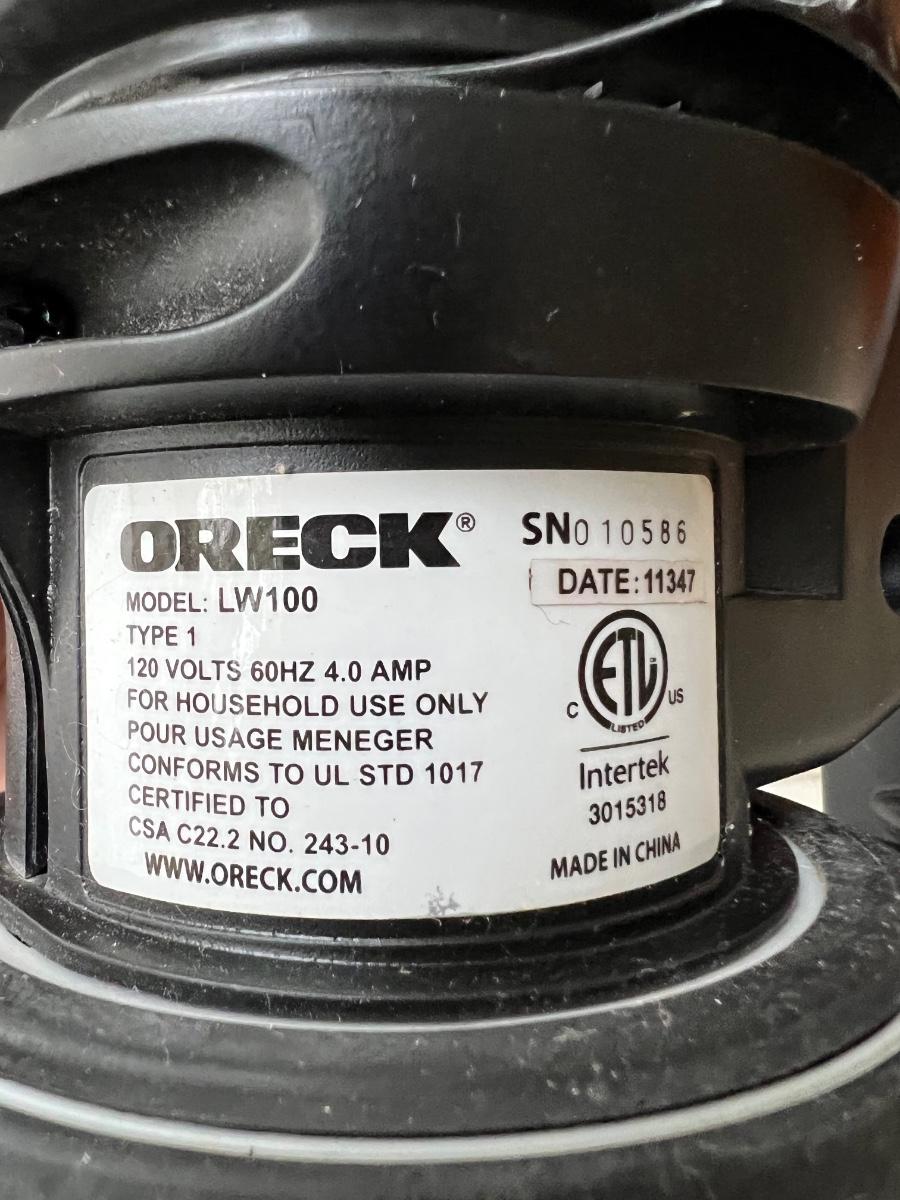 ORECK®
MODEL: LW100
TYPE 1
120 VOLTS 60HZ 4.0 AMP
FOR HOUSEHOLD USE ONLY
POUR USAGE MENEGER
CONFORMS TO UL STD 1017
CERTIFIED TO
CSA C22.2 NO. 243-10
WWW.ORECK.COM
SN010586
DATE:11347
C ETL US
LISTED
Intertek
3015318
MADE IN CHINA